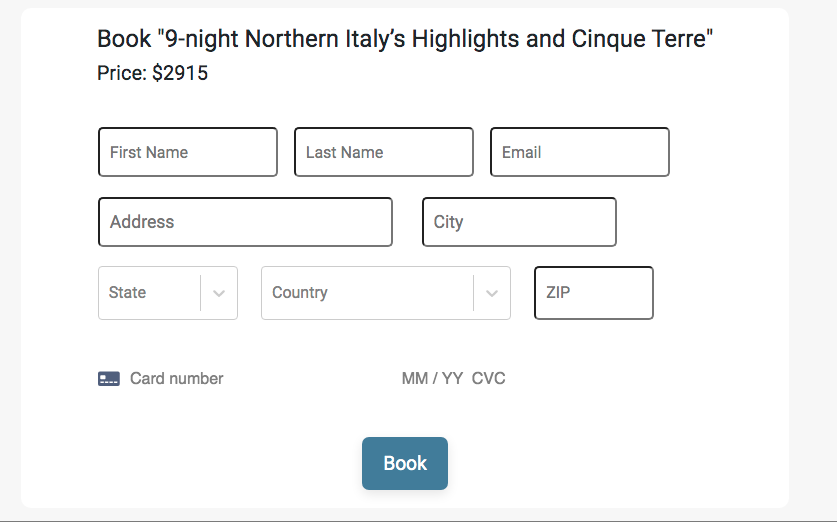 Book "9-night Northern Italy’s Highlights and Cinque Terre"
Price: $2915
First Name Last Name Email
Address City
State Country ZIP
Card number MM / YY CVC
Book